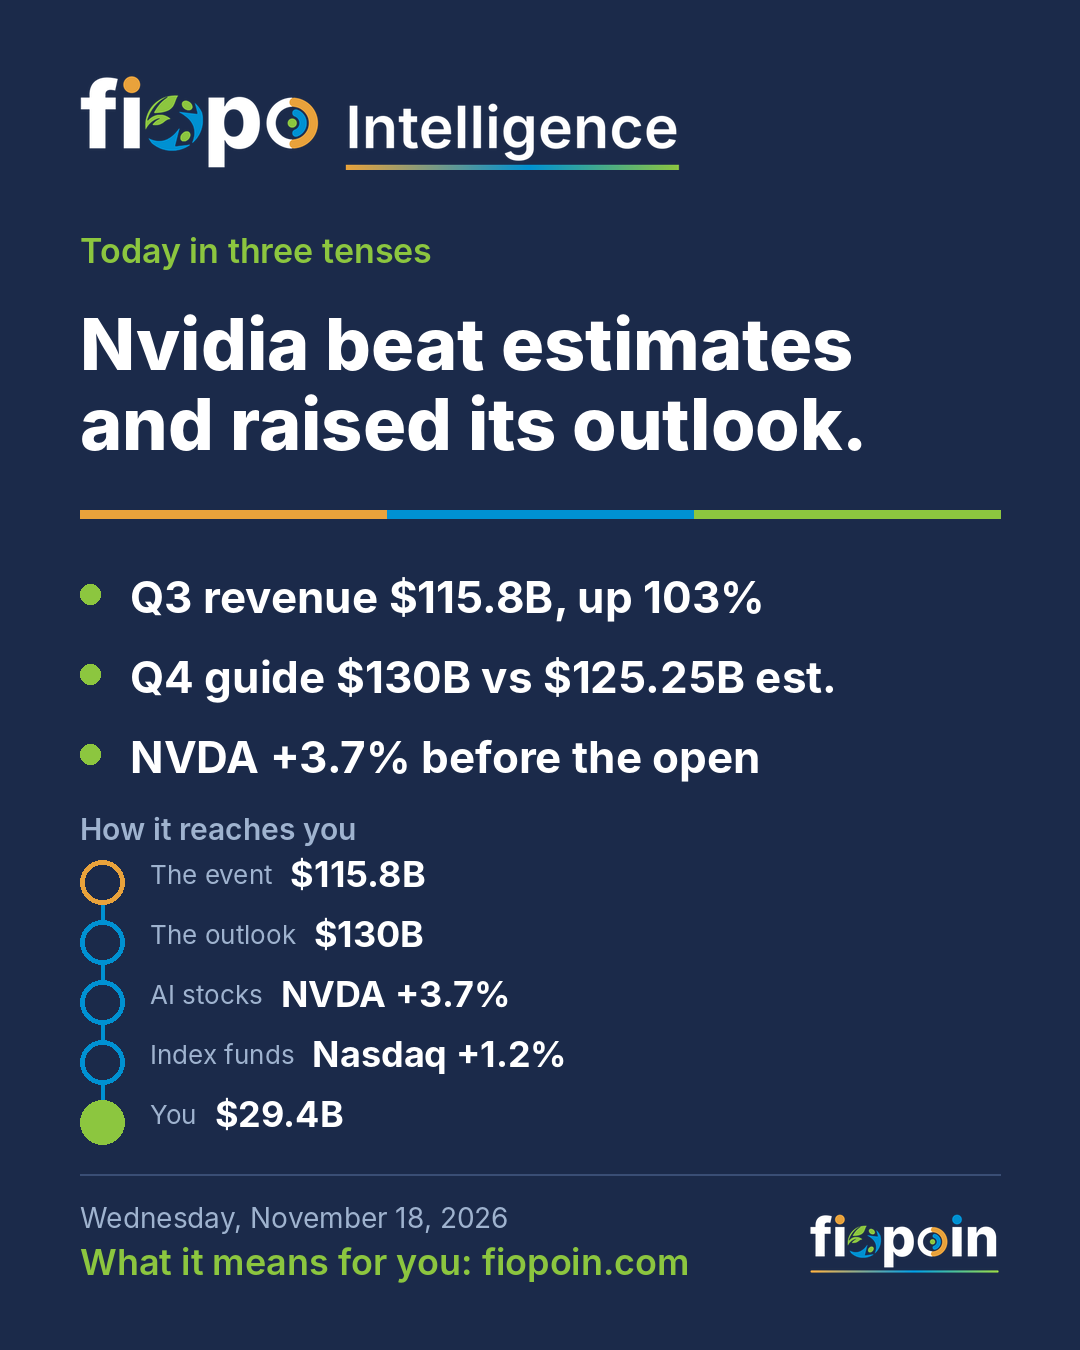 fiopo Intelligence
Today in three tenses
Nvidia beat estimates
and raised its outlook.
Q3 revenue $115.8B, up 103%
Q4 guide $130B vs $125.25B est.
NVDA +3.7% before the open
How it reaches you
The event $115.8B
The outlook $130B
AI stocks NVDA +3.7%
Index funds Nasdaq +1.2%
You $29.4B
Wednesday, November 18, 2026
What it means for you: fiopoin.com
fiopoin